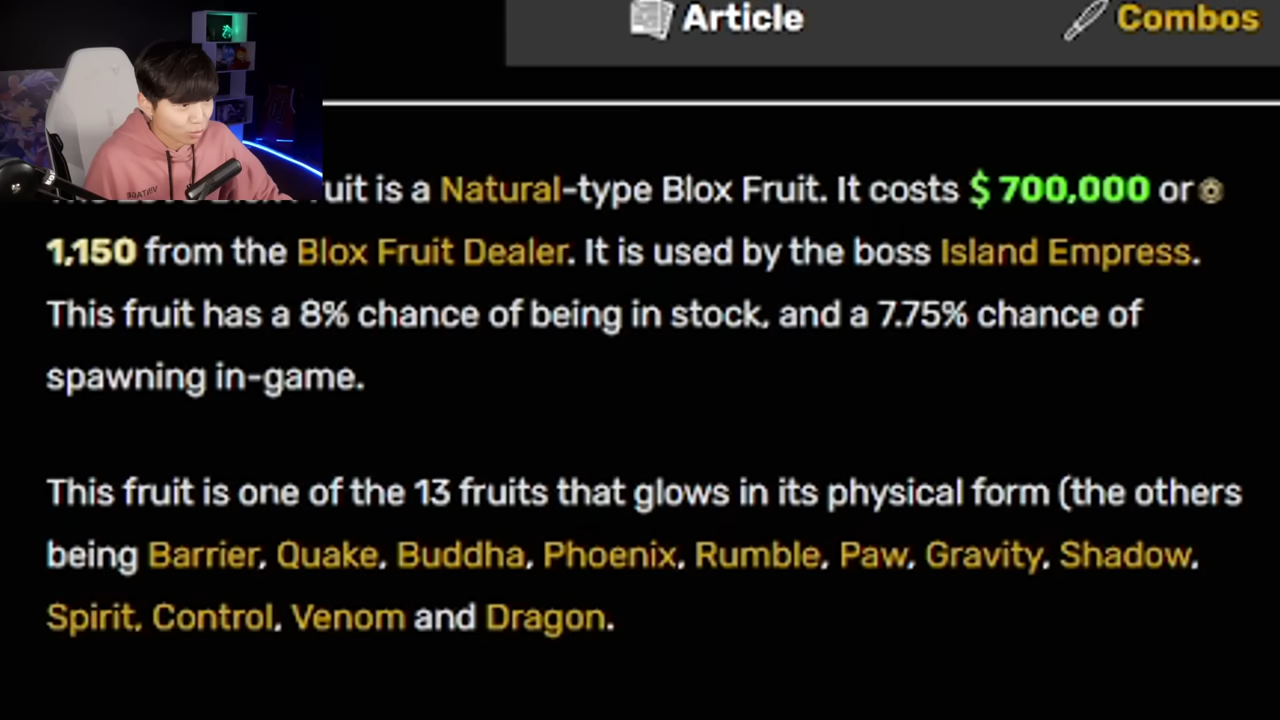 Article
Combos
uit is a Natural-type Blox Fruit. It costs $ 700,000 or
1,150 from the Blox Fruit Dealer. It is used by the boss Island Empress.
This fruit has a 8% chance of being in stock, and a 7.75% chance of
spawning in-game.
This fruit is one of the 13 fruits that glows in its physical form (the others
being Barrier, Quake, Buddha, Phoenix, Rumble, Paw, Gravity, Shadow,
Spirit, Control, Venom and Dragon.